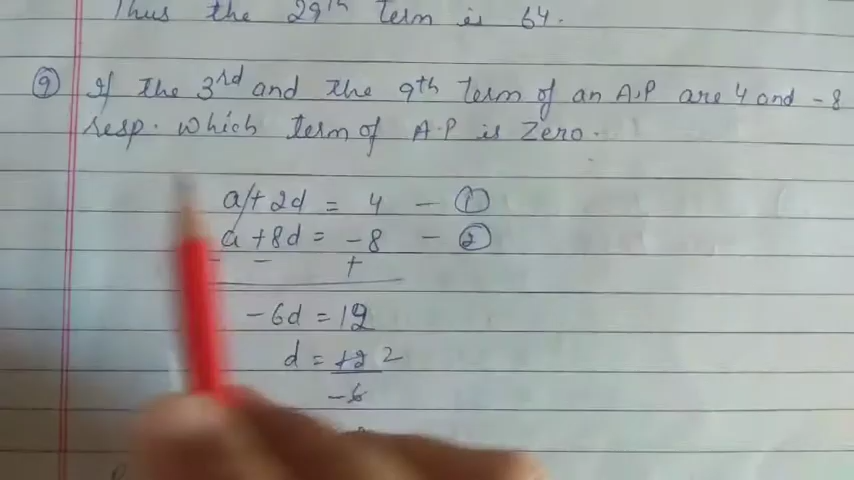 Thus the 29th term is 64.
9 If the 3rd and the 9th term of an A.P are 4 and -8
resp. which term of A.P is Zero.
a + 2d = 4 - 1
a + 8d = -8 - 2
- - +
-6d = 12
d = 12 2
-6